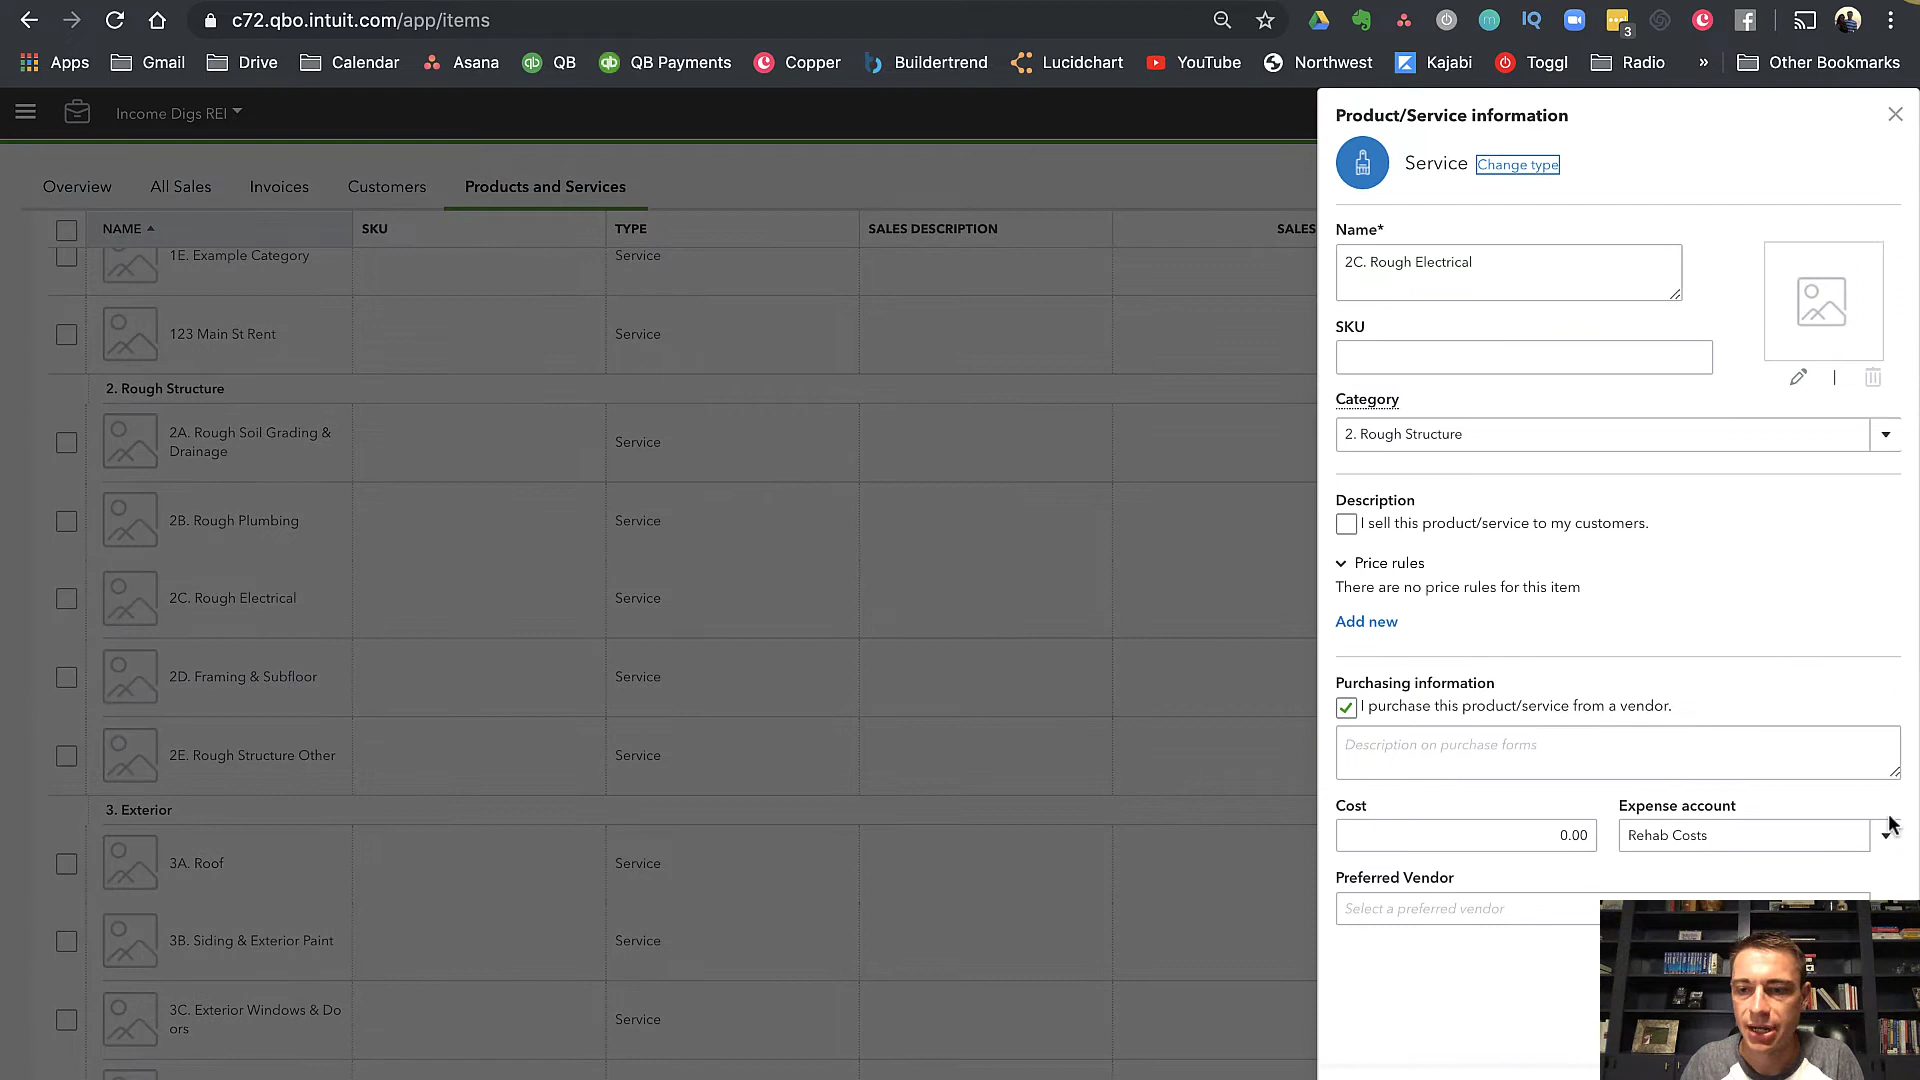 c72.qbo.intuit.com/app/items
3
Apps Gmail Drive Calendar Asana QB QB Payments Copper Buildertrend Lucidchart YouTube Northwest Kajabi Toggl Radio » Other Bookmarks
Income Digs REI
Overview All Sales Invoices Customers Products and Services
NAME SKU TYPE SALES DESCRIPTION SALES
1E. Example Category Service
123 Main St Rent Service
2. Rough Structure
2A. Rough Soil Grading &
Drainage
Service
2B. Rough Plumbing Service
2C. Rough Electrical Service
2D. Framing & Subfloor Service
2E. Rough Structure Other Service
3. Exterior
3A. Roof Service
3B. Siding & Exterior Paint Service
3C. Exterior Windows & Do
ors
Service
Product/Service information
Service Change type
Name*
2C. Rough Electrical
SKU
Category
2. Rough Structure
Description
I sell this product/service to my customers.
Price rules
There are no price rules for this item
Add new
Purchasing information
I purchase this product/service from a vendor.
Description on purchase forms
Cost Expense account
0.00 Rehab Costs
Preferred Vendor
Select a preferred vendor